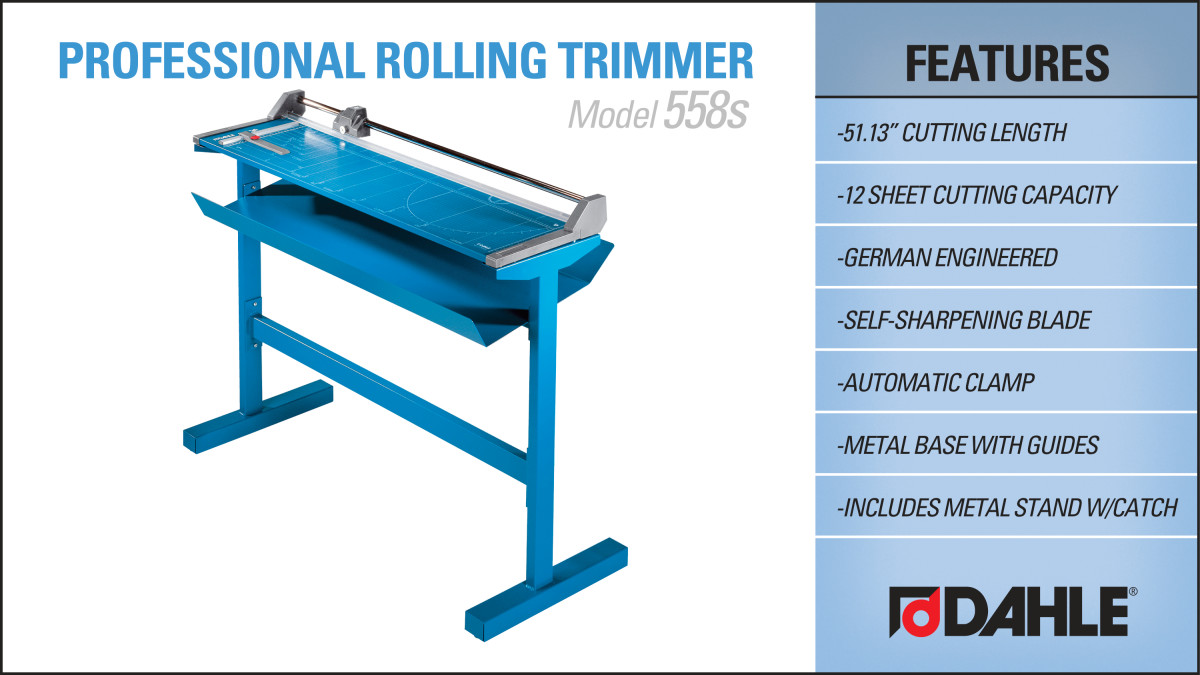 PROFESSIONAL ROLLING TRIMMER
Model 558s
FEATURES
-51.13” CUTTING LENGTH
-12 SHEET CUTTING CAPACITY
-GERMAN ENGINEERED
-SELF-SHARPENING BLADE
-AUTOMATIC CLAMP
-METAL BASE WITH GUIDES
-INCLUDES METAL STAND W/CATCH
DAHLE®